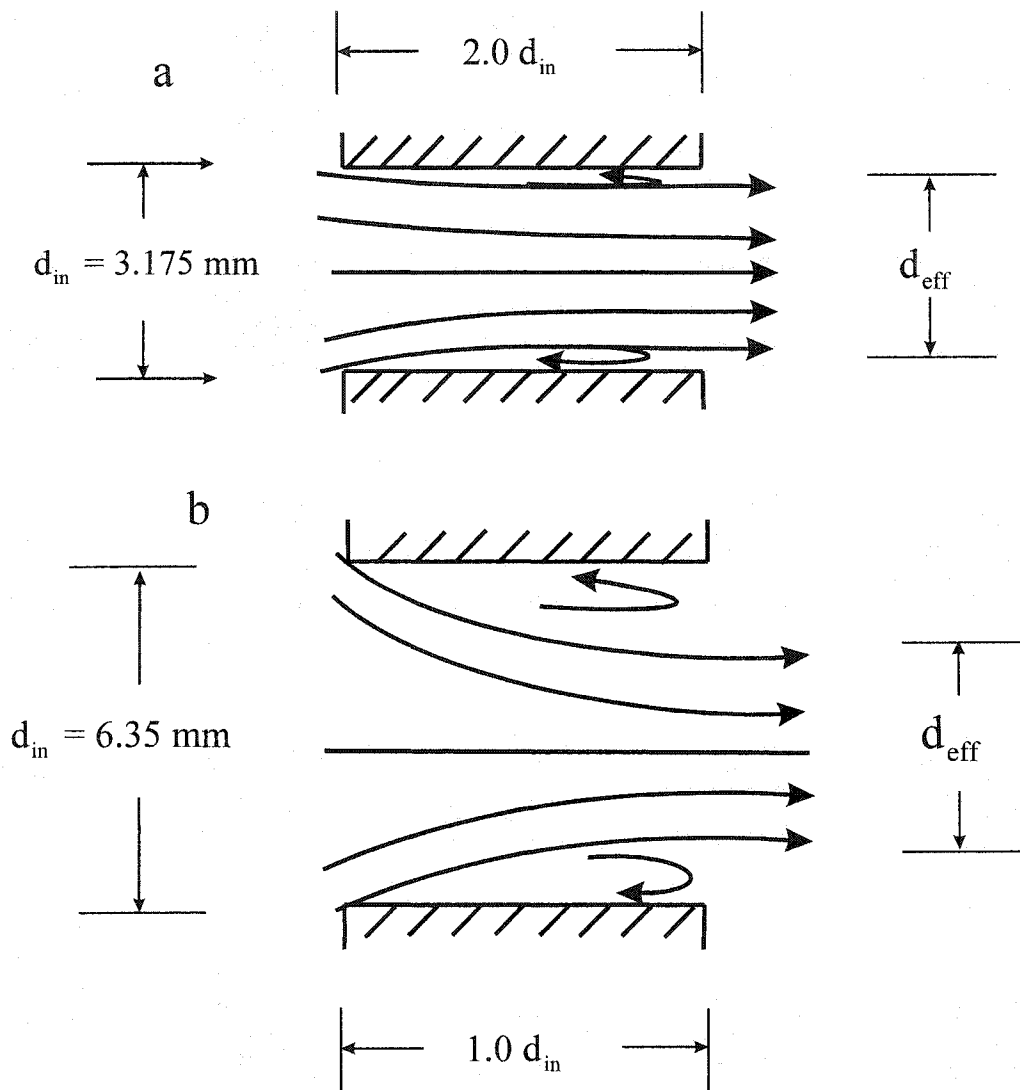 2.0 d_in
a
d_in = 3.175 mm
d_eff
b
d_in = 6.35 mm
d_eff
1.0 d_in